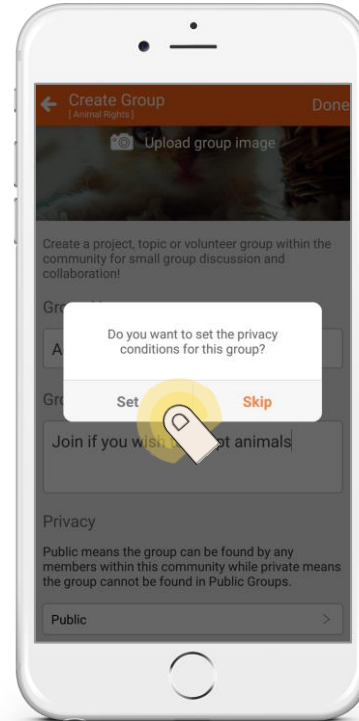 Create Group
[ Animal Rights ]
Done
Upload group image
Create a project, topic or volunteer group within the
community for small group discussion and
collaboration!
Do you want to set the privacy
conditions for this group?
Set
Skip
Join if you wish animals
Privacy
Public means the group can be found by any
members within this community while private means
the group cannot be found in Public Groups.
Public